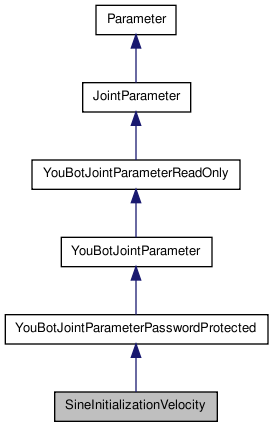 Parameter
JointParameter
YouBotJointParameterReadOnly
YouBotJointParameter
YouBotJointParameterPasswordProtected
SineInitializationVelocity